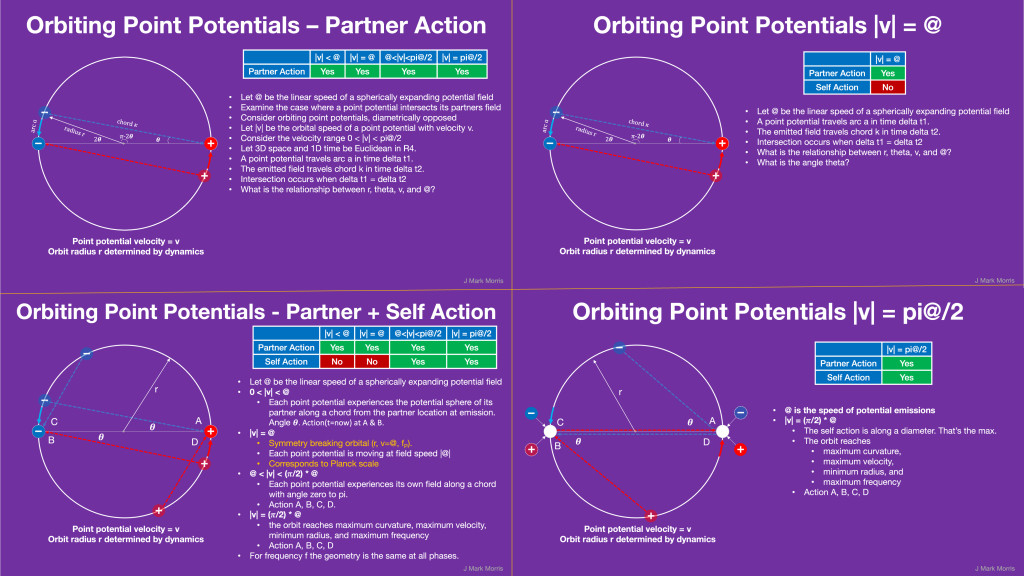 Orbiting Point Potentials – Partner Action
|v| < @ |v| = @ @<|v|<pi@/2 |v| = pi@/2
Partner Action Yes Yes Yes Yes
• Let @ be the linear speed of a spherically expanding potential field
• Examine the case where a point potential intersects its partners field
• Consider orbiting point potentials, diametrically opposed
• Let |v| be the orbital speed of a point potential with velocity v.
• Consider the velocity range 0 < |v| < pi@/2
• Let 3D space and 1D time be Euclidean in R4.
• A point potential travels arc a in time delta t1.
• The emitted field travels chord k in time delta t2.
• Intersection occurs when delta t1 = delta t2
• What is the relationship between r, theta, v, and @?
arc a
radius r
chord κ
2θ
π-2θ
θ
−
−
+
+
Point potential velocity = v
Orbit radius r determined by dynamics
J Mark Morris
Orbiting Point Potentials |v| = @
|v| = @
Partner Action Yes
Self Action No
• Let @ be the linear speed of a spherically expanding potential field
• A point potential travels arc a in time delta t1.
• The emitted field travels chord k in time delta t2.
• Intersection occurs when delta t1 = delta t2
• What is the relationship between r, theta, v, and @?
• What is the angle theta?
arc a
radius r
chord κ
2θ
π-2θ
θ
−
−
+
+
Point potential velocity = v
Orbit radius r determined by dynamics
J Mark Morris
Orbiting Point Potentials - Partner + Self Action
|v| < @ |v| = @ @<|v|<pi@/2 |v| = pi@/2
Partner Action Yes Yes Yes Yes
Self Action No No Yes Yes
• Let @ be the linear speed of a spherically expanding potential field
• 0 < |v| < @
• Each point potential experiences the potential sphere of its
partner along a chord from the partner location at emission.
Angle θ. Action(t=now) at A & B.
• |v| = @
• Symmetry breaking orbital (r, v=@, fp).
• Each point potential is moving at field speed |@|
• Corresponds to Planck scale
• @ < |v| < (π/2) * @
• Each point potential experiences its own field along a chord
with angle zero to pi.
• Action A, B, C, D.
• |v| = (π/2) * @
• the orbit reaches maximum curvature, maximum velocity,
minimum radius, and maximum frequency
• Action A, B, C, D
• For frequency f the geometry is the same at all phases.
−
−
−
r
C
A
θ
θ
B
D
+
+
+
Point potential velocity = v
Orbit radius r determined by dynamics
J Mark Morris
Orbiting Point Potentials |v| = pi@/2
|v| = pi@/2
Partner Action Yes
Self Action Yes
• @ is the speed of potential emissions
• |v| = (π/2) * @
• The self action is along a diameter. That's the max.
• The orbit reaches
• maximum curvature,
• maximum velocity,
• minimum radius, and
• maximum frequency
• Action A, B, C, D
−
r
−
−
C
A
θ
B
θ
D
+
+
+
Point potential velocity = v
Orbit radius r determined by dynamics
J Mark Morris